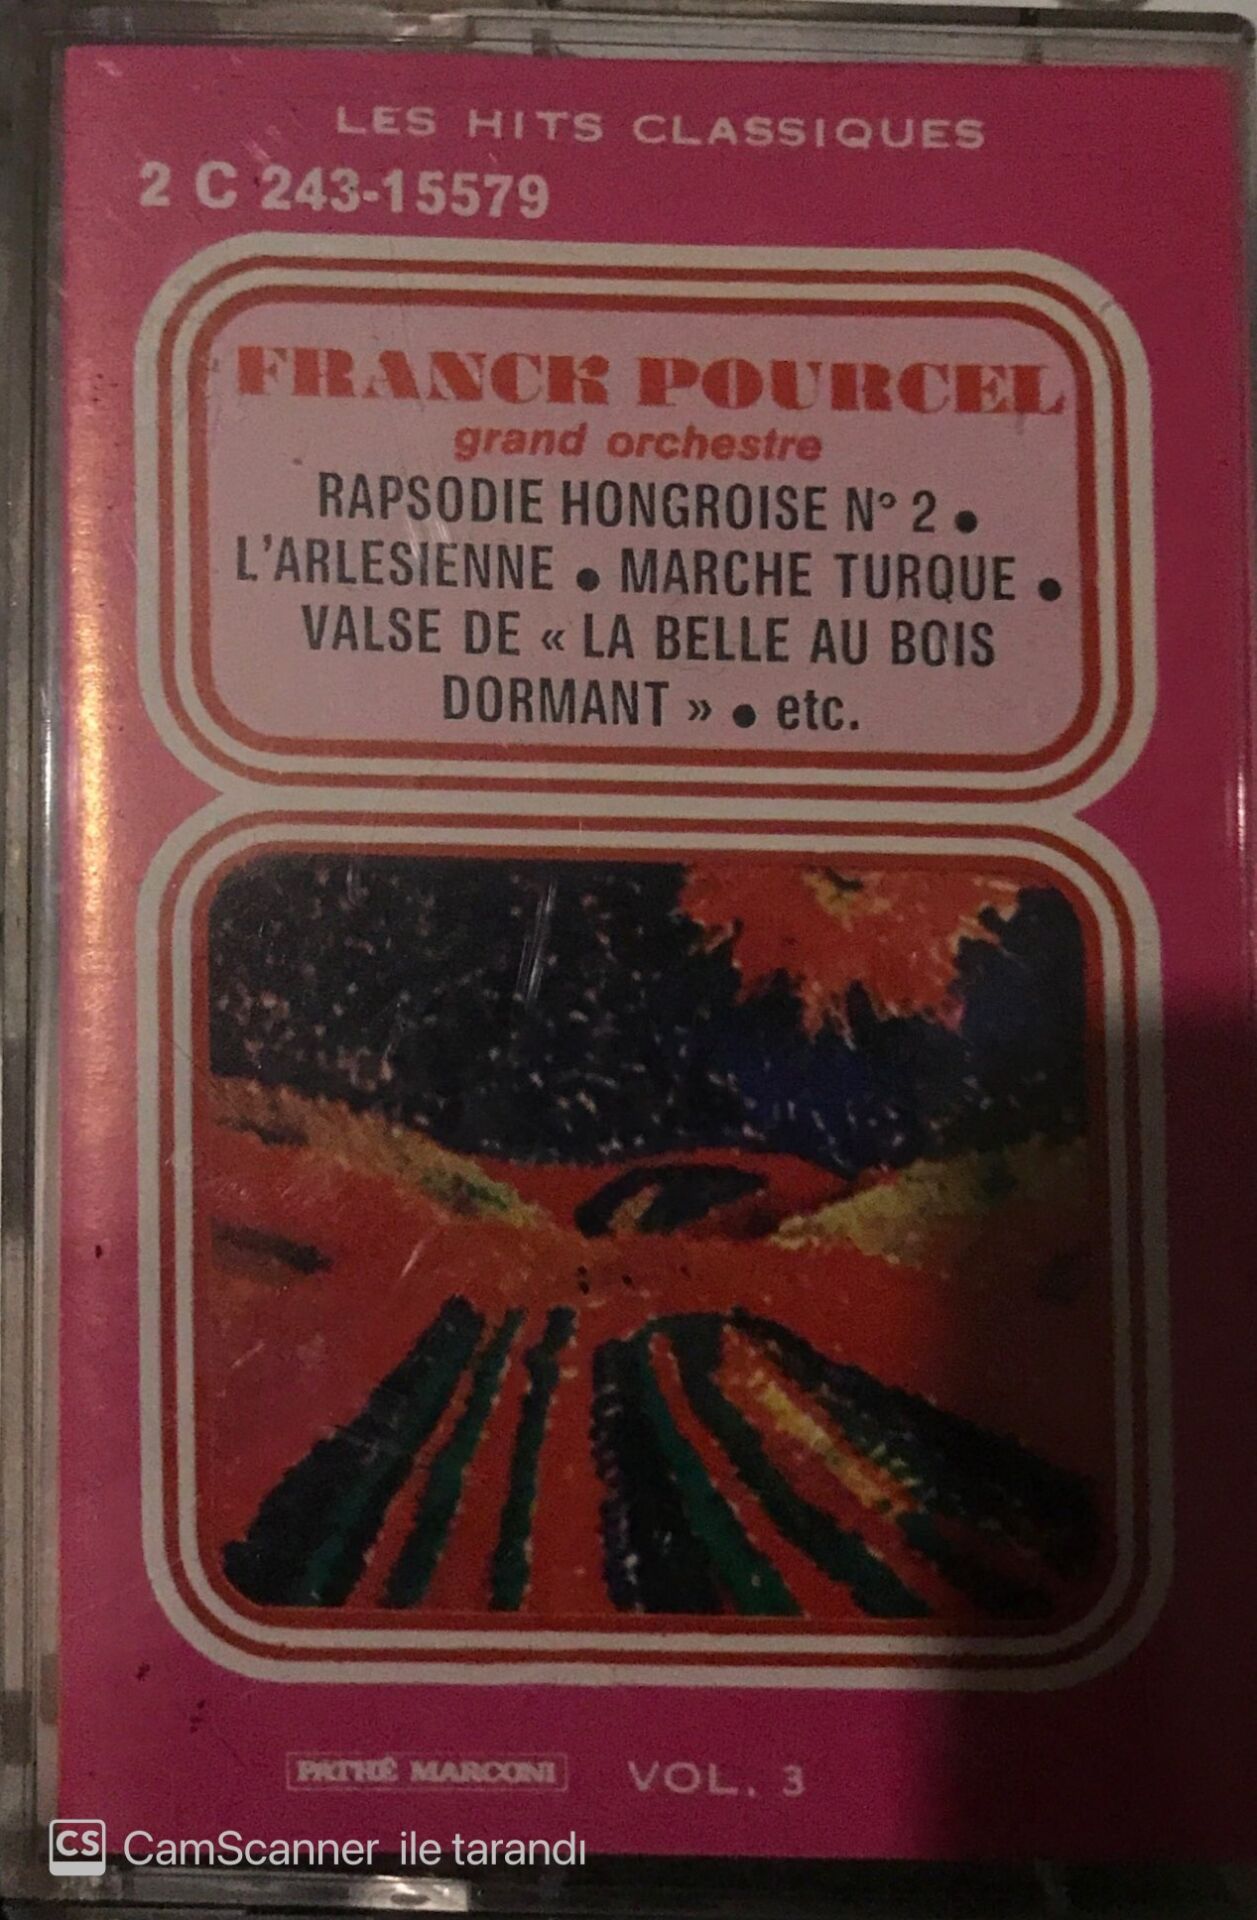 LES HITS CLASSIQUES
2 C 243-15579
FRANCK POURCEL
grand orchestre
RAPSODIE HONGROISE N° 2 •
L'ARLESIENNE • MARCHE TURQUE •
VALSE DE « LA BELLE AU BOIS
DORMANT » • etc.
PATHÉ MARCONI VOL. 3
CS CamScanner ile tarandı